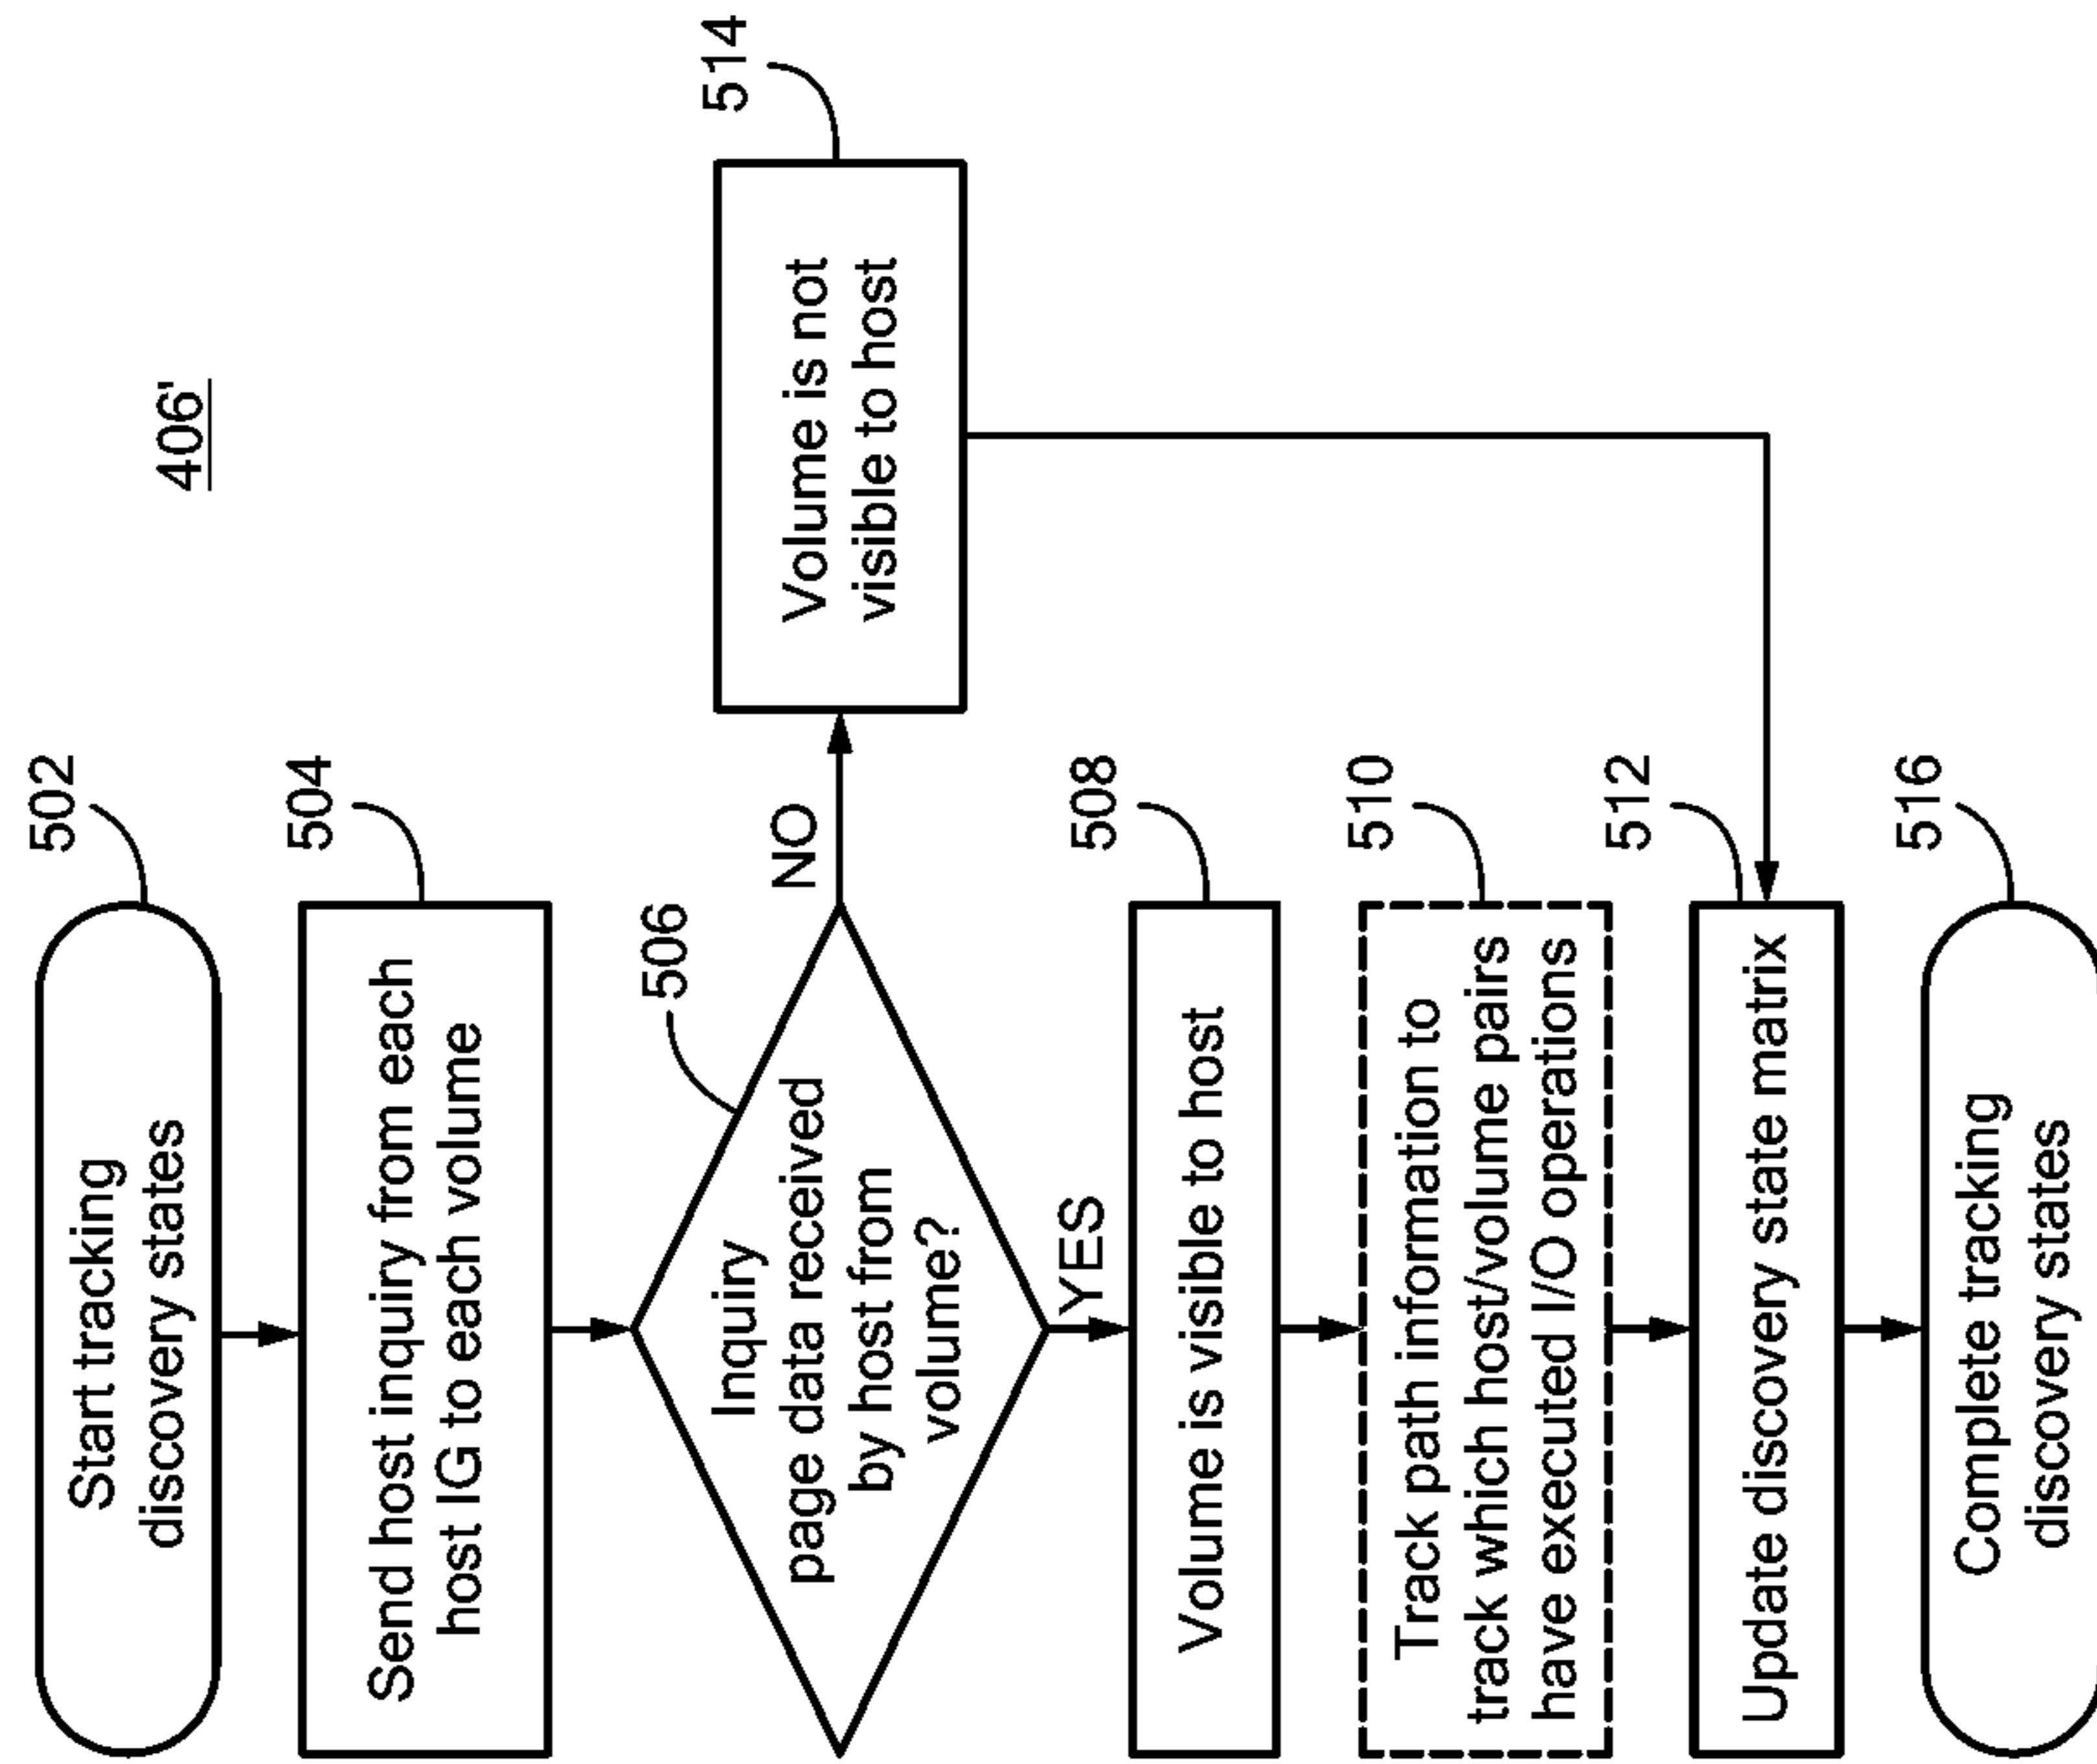 406'
502
Start tracking
discovery states
504
Send host inquiry from each
host IG to each volume
506
Inquiry
page data received
by host from
volume?
NO
514
Volume is not
visible to host
YES
508
Volume is visible to host
510
Track path information to
track which host/volume pairs
have executed I/O operations
512
Update discovery state matrix
516
Complete tracking
discovery states